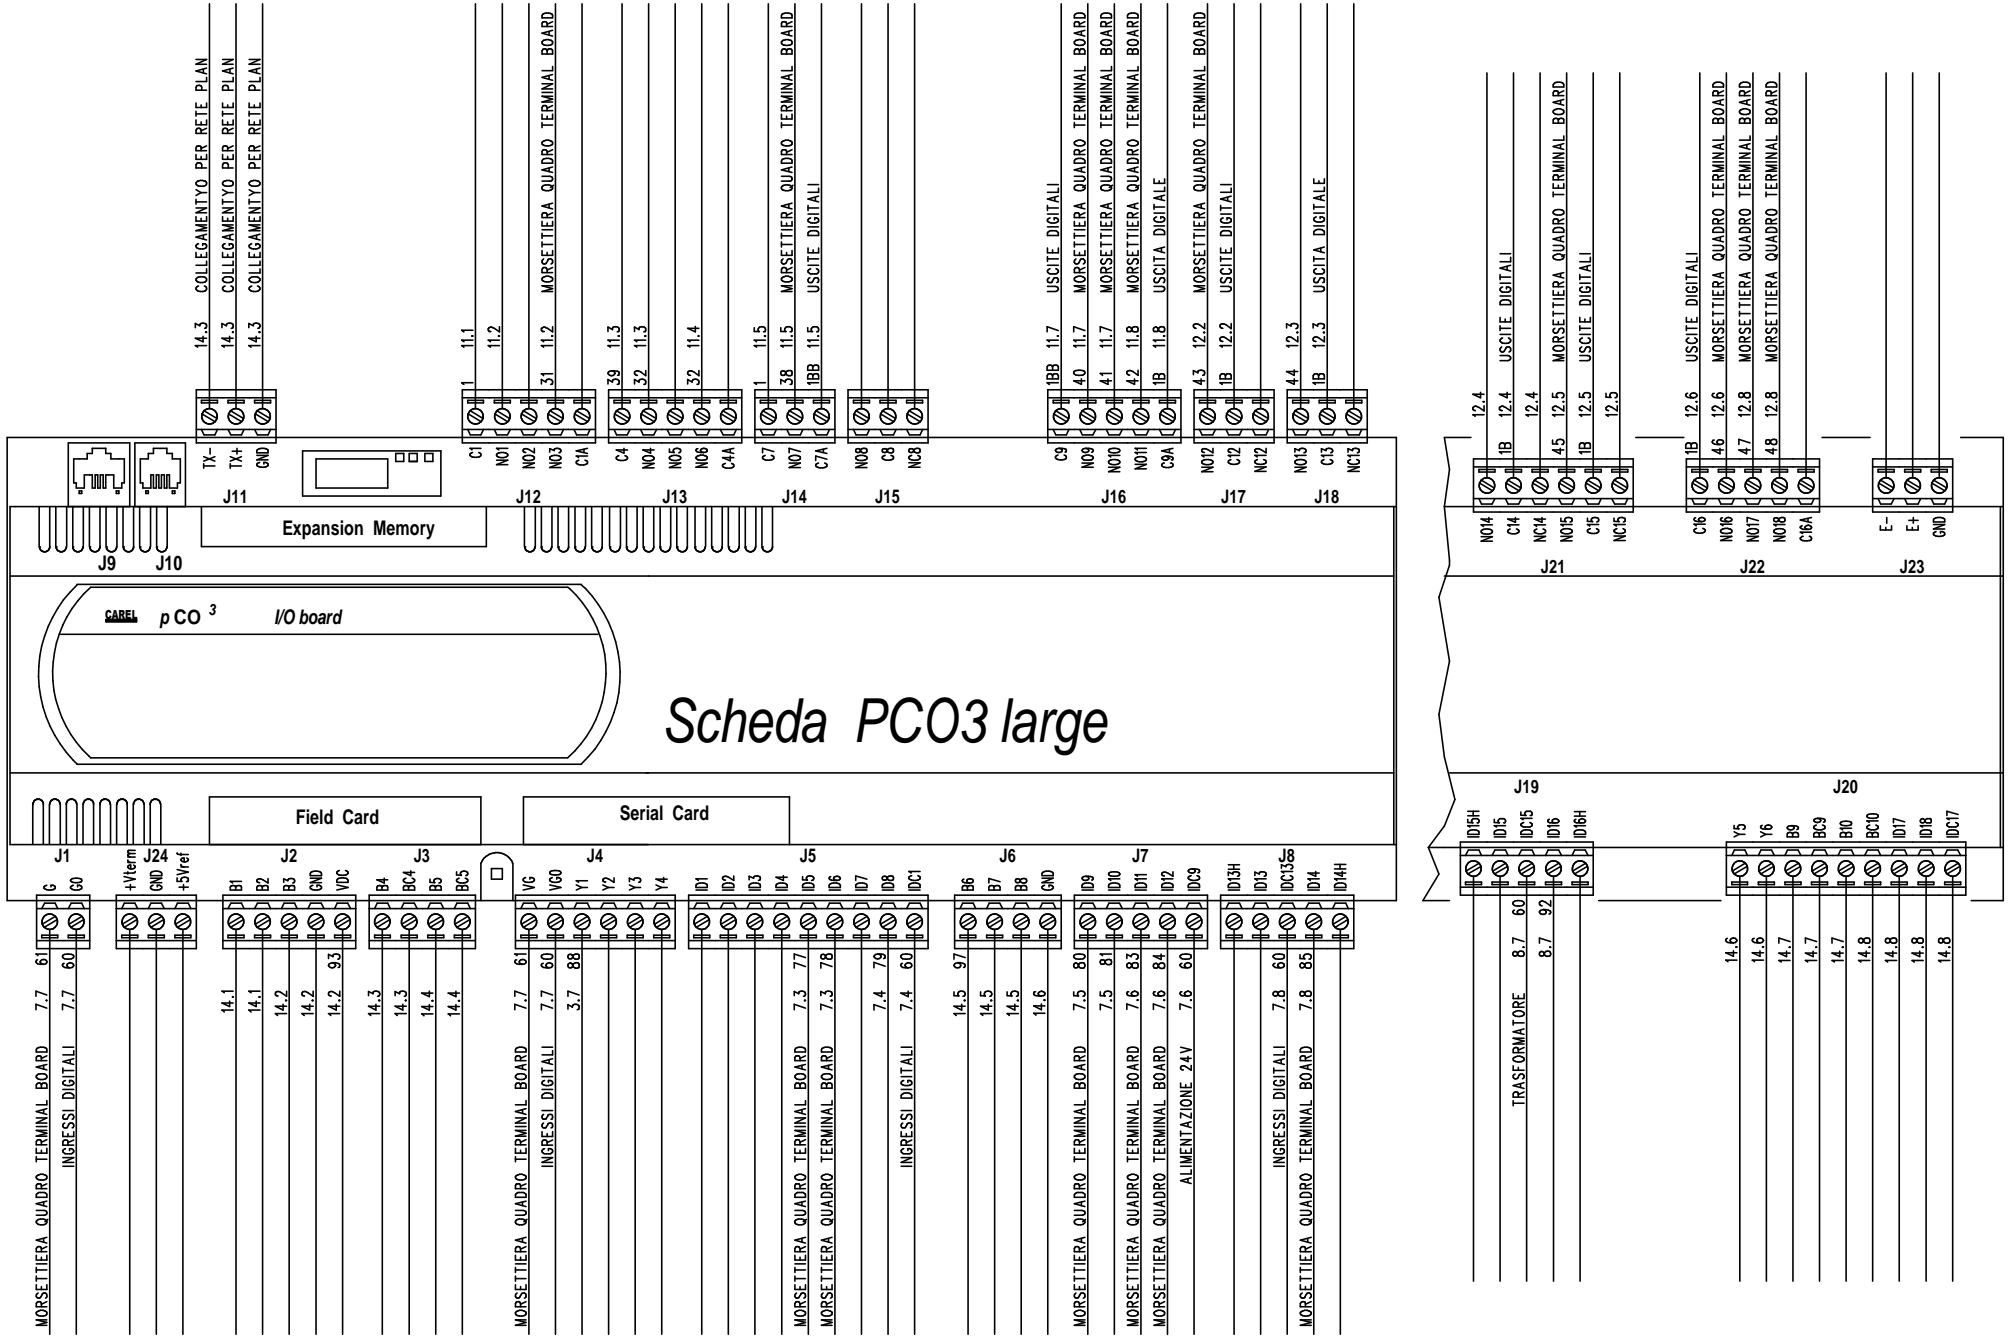 14.3 COLLEGAMENTYO PER RETE PLAN
14.3 COLLEGAMENTYO PER RETE PLAN
14.3 COLLEGAMENTYO PER RETE PLAN
1 11.1
11.2
31 11.2 MORSETTIERA QUADRO TERMINAL BOARD
39 11.3
32 11.3
32 11.4
1 11.5
38 11.5 MORSETTIERA QUADRO TERMINAL BOARD
1BB 11.5 USCITE DIGITALI
1BB 11.7 USCITE DIGITALI
40 11.7 MORSETTIERA QUADRO TERMINAL BOARD
41 11.7 MORSETTIERA QUADRO TERMINAL BOARD
42 11.8 MORSETTIERA QUADRO TERMINAL BOARD
1B 11.8 USCITA DIGITALE
43 12.2 MORSETTIERA QUADRO TERMINAL BOARD
1B 12.2 USCITE DIGITALI
44 12.3
1B 12.3 USCITA DIGITALE
12.4
1B 12.4 USCITE DIGITALI
12.4
45 12.5 MORSETTIERA QUADRO TERMINAL BOARD
1B 12.5 USCITE DIGITALI
12.5
1B 12.6 USCITE DIGITALI
46 12.6 MORSETTIERA QUADRO TERMINAL BOARD
47 12.8 MORSETTIERA QUADRO TERMINAL BOARD
48 12.8 MORSETTIERA QUADRO TERMINAL BOARD
TX- TX+ GND
C1 NO1 NO2 NO3 C1A
C4 NO4 NO5 NO6 C4A
C7 NO7 C7A
NO8 C8 NC8
C9 NO9 NO10 NO11 C9A
NO12 C12 NC12
NO13 C13 NC13
NO14 C14 NC14 NO15 C15 NC15
C16 NO16 NO17 NO18 C16A
E- E+ GND
J11 J12 J13 J14 J15 J16 J17 J18
Expansion Memory
J9 J10
J21 J22 J23
CAREL pCO 3 I/O board
Scheda PCO3 large
Field Card
Serial Card
J19 J20
J1 J24 J2 J3 J4 J5 J6 J7 J8
G G0
+Vterm GND +5Vref
B1 B2 B3 GND VDC
B4 BC4 B5 BC5
VG VG0 Y1 Y2 Y3 Y4
ID1 ID2 ID3 ID4 ID5 ID6 ID7 ID8 IDC1
B6 B7 B8 GND
ID9 ID10 ID11 ID12 IDC9
ID13H ID13 IDC13 ID14 ID14H
ID15H ID15 IDC15 ID16 ID16H
Y5 Y6 B9 BC9 B10 BC10 ID17 ID18 IDC17
MORSETTIERA QUADRO TERMINAL BOARD 7.7 61
INGRESSI DIGITALI 7.7 60
14.1
14.1
14.2
14.2
14.2 93
14.3
14.3
14.4
14.4
MORSETTIERA QUADRO TERMINAL BOARD 7.7 61
INGRESSI DIGITALI 7.7 60
3.7 88
MORSETTIERA QUADRO TERMINAL BOARD 7.3 77
MORSETTIERA QUADRO TERMINAL BOARD 7.3 78
7.4 79
INGRESSI DIGITALI 7.4 60
14.5 97
14.5
14.5
14.6
MORSETTIERA QUADRO TERMINAL BOARD 7.5 80
7.5 81
MORSETTIERA QUADRO TERMINAL BOARD 7.6 83
MORSETTIERA QUADRO TERMINAL BOARD 7.6 84
ALIMENTAZIONE 24V 7.6 60
INGRESSI DIGITALI 7.8 60
MORSETTIERA QUADRO TERMINAL BOARD 7.8 85
TRASFORMATORE 8.7 60
8.7 92
14.6
14.6
14.7
14.7
14.7
14.8
14.8
14.8
14.8